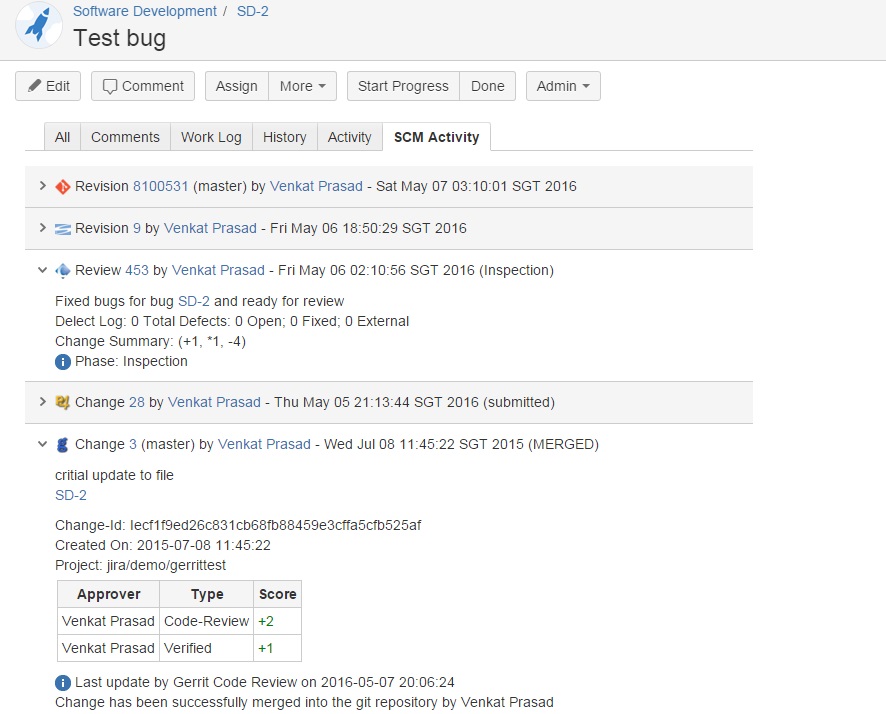 Software Development / SD-2
Test bug
Edit Comment Assign More Start Progress Done Admin
All Comments Work Log History Activity SCM Activity
Revision 8100531 (master) by Venkat Prasad - Sat May 07 03:10:01 SGT 2016
Revision 9 by Venkat Prasad - Fri May 06 18:50:29 SGT 2016
Review 453 by Venkat Prasad - Fri May 06 02:10:56 SGT 2016 (Inspection)
Fixed bugs for bug SD-2 and ready for review
Delect Log: 0 Total Defects: 0 Open; 0 Fixed; 0 External
Change Summary: (+1, *1, -4)
Phase: Inspection
Change 28 by Venkat Prasad - Thu May 05 21:13:44 SGT 2016 (submitted)
Change 3 (master) by Venkat Prasad - Wed Jul 08 11:45:22 SGT 2015 (MERGED)
critial update to file
SD-2
Change-Id: Iecf1f9ed26c831cb68fb88459e3cffa5cfb525af
Created On: 2015-07-08 11:45:22
Project: jira/demo/gerrittest
Approver Type Score
Venkat Prasad Code-Review +2
Venkat Prasad Verified +1
Last update by Gerrit Code Review on 2016-05-07 20:06:24
Change has been successfully merged into the git repository by Venkat Prasad